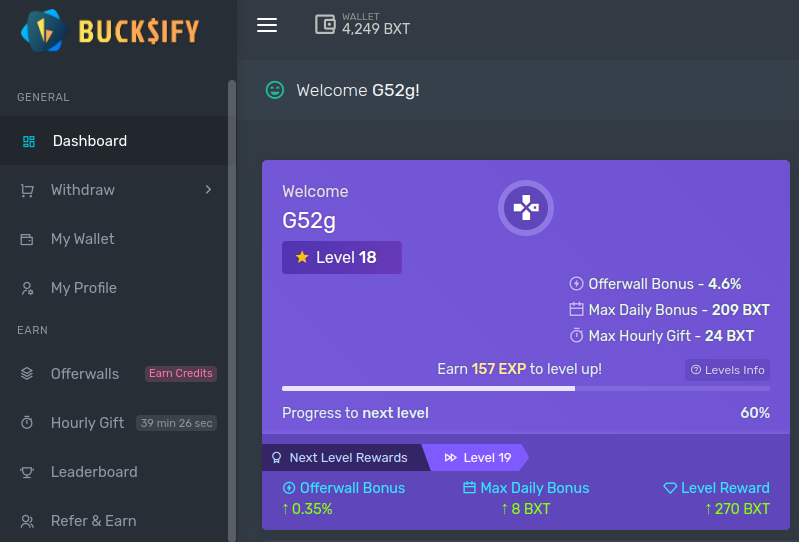 BUCK$IFY
WALLET
4,249 BXT
Welcome G52g!
GENERAL
Dashboard
Withdraw
My Wallet
My Profile
EARN
Offerwalls Earn Credits
Hourly Gift 39 min 26 sec
Leaderboard
Refer & Earn
Welcome
G52g
Level 18
Offerwall Bonus - 4.6%
Max Daily Bonus - 209 BXT
Max Hourly Gift - 24 BXT
Earn 157 EXP to level up!
Levels Info
Progress to next level 60%
Next Level Rewards Level 19
Offerwall Bonus Max Daily Bonus Level Reward
↑ 0.35% ↑ 8 BXT ↑ 270 BXT